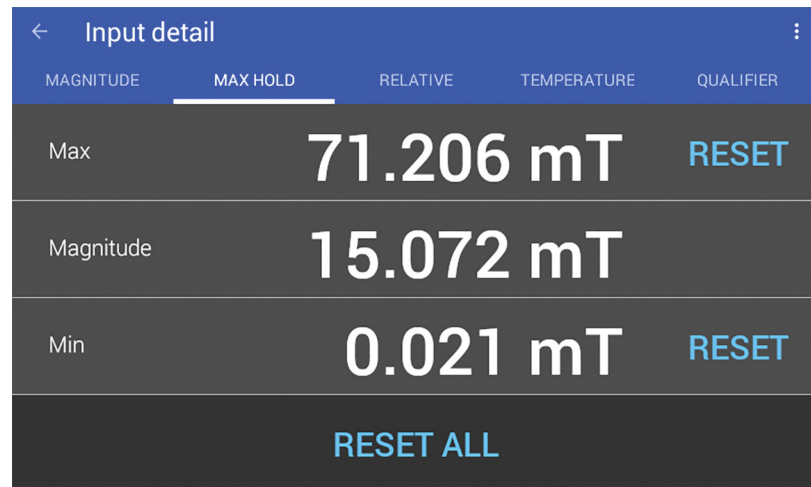 Input detail
MAGNITUDE MAX HOLD RELATIVE TEMPERATURE QUALIFIER
Max 71.206 mT RESET
Magnitude 15.072 mT
Min 0.021 mT RESET
RESET ALL